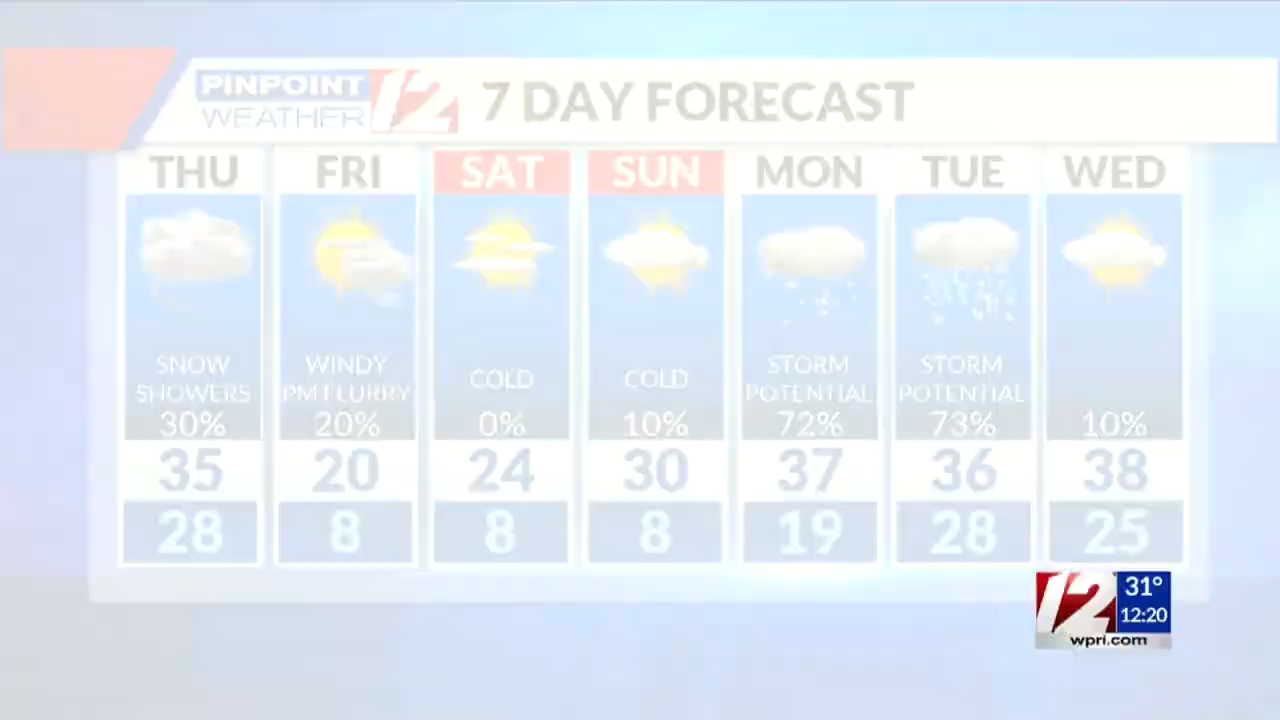 PINPOINT
WEATHER 12 7 DAY FORECAST
THU FRI SAT SUN MON TUE WED
SNOW WINDY STORM STORM
SHOWERS PM FLURRY COLD COLD POTENTIAL POTENTIAL
30% 20% 0% 10% 72% 73% 10%
35 20 24 30 37 36 38
28 8 8 8 19 28 25
12 31°
12:20
wpri.com